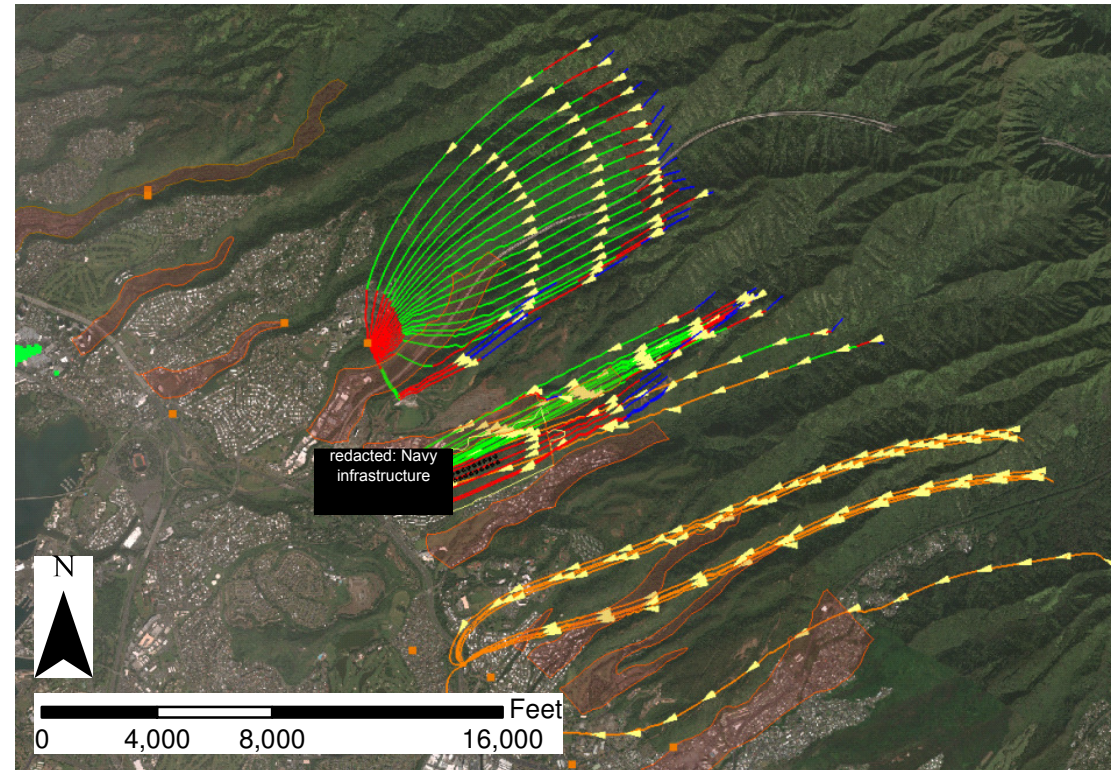 redacted: Navy
infrastructure
N
Feet
0 4,000 8,000 16,000